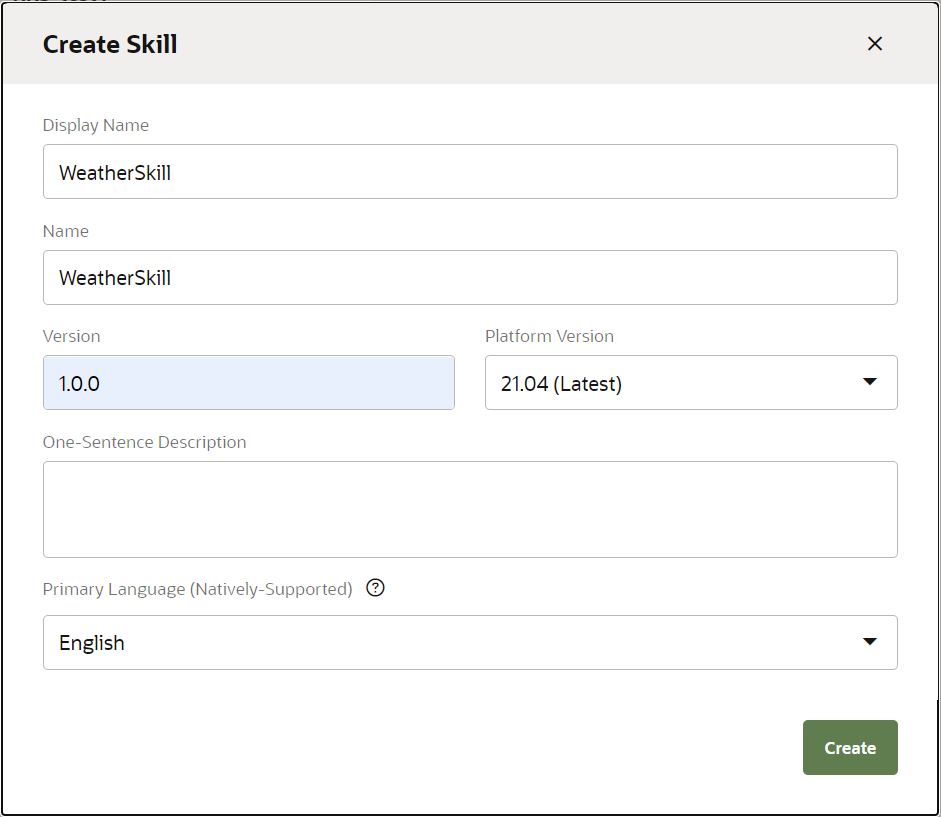 Create Skill
Display Name
WeatherSkill
Name
WeatherSkill
Version
Platform Version
1.0.0
21.04 (Latest)
One-Sentence Description
Primary Language (Natively-Supported)
English
Create